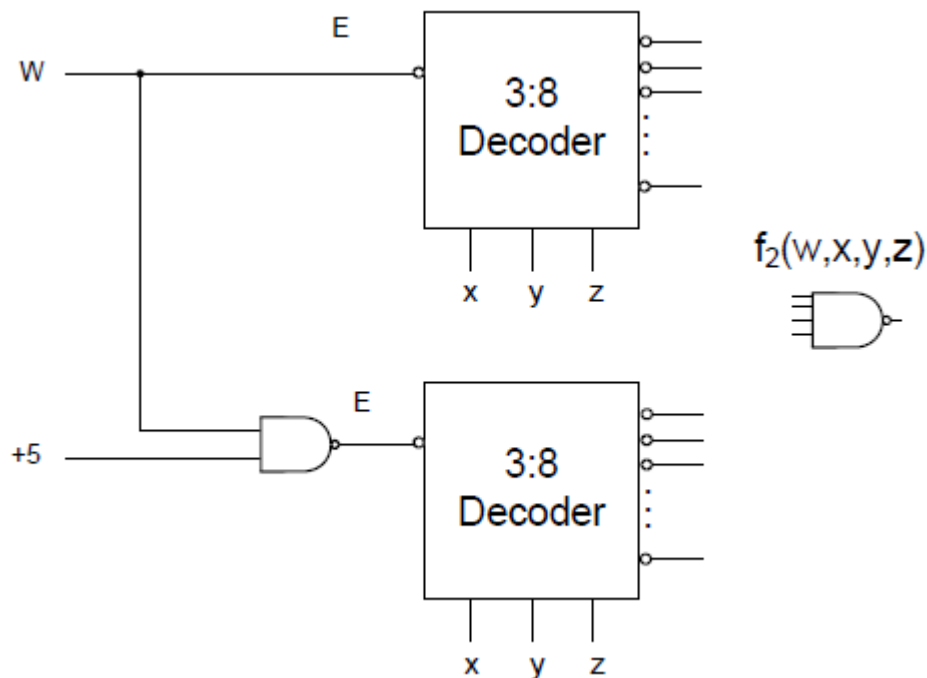 E
W
3:8
Decoder
x y z
f₂(w,x,y,z)
E
+5
3:8
Decoder
x y z